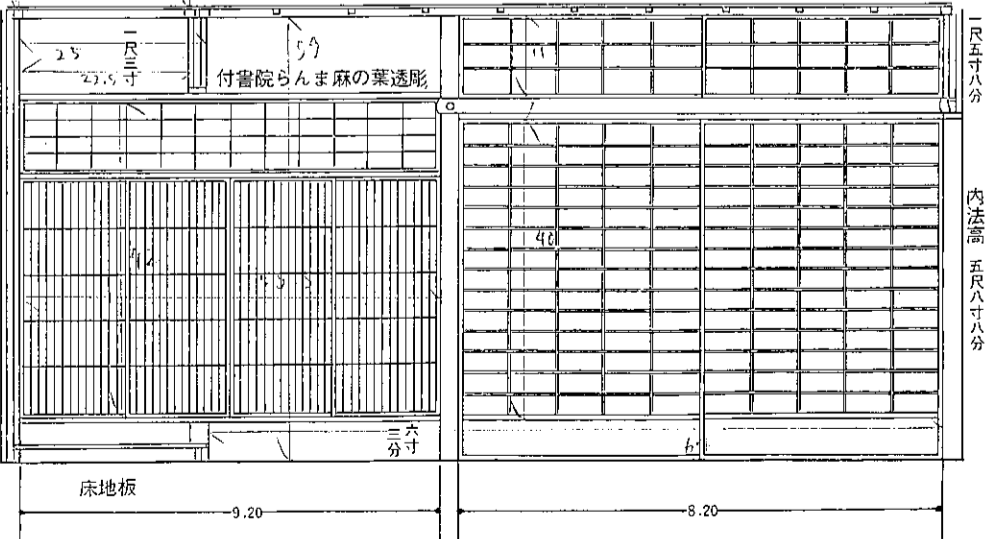 一尺三寸
付書院らんま麻の葉透彫
一尺五寸八分
内法高 五尺八寸八分
六寸三分
床地板
9.20
8.20
25
22.5